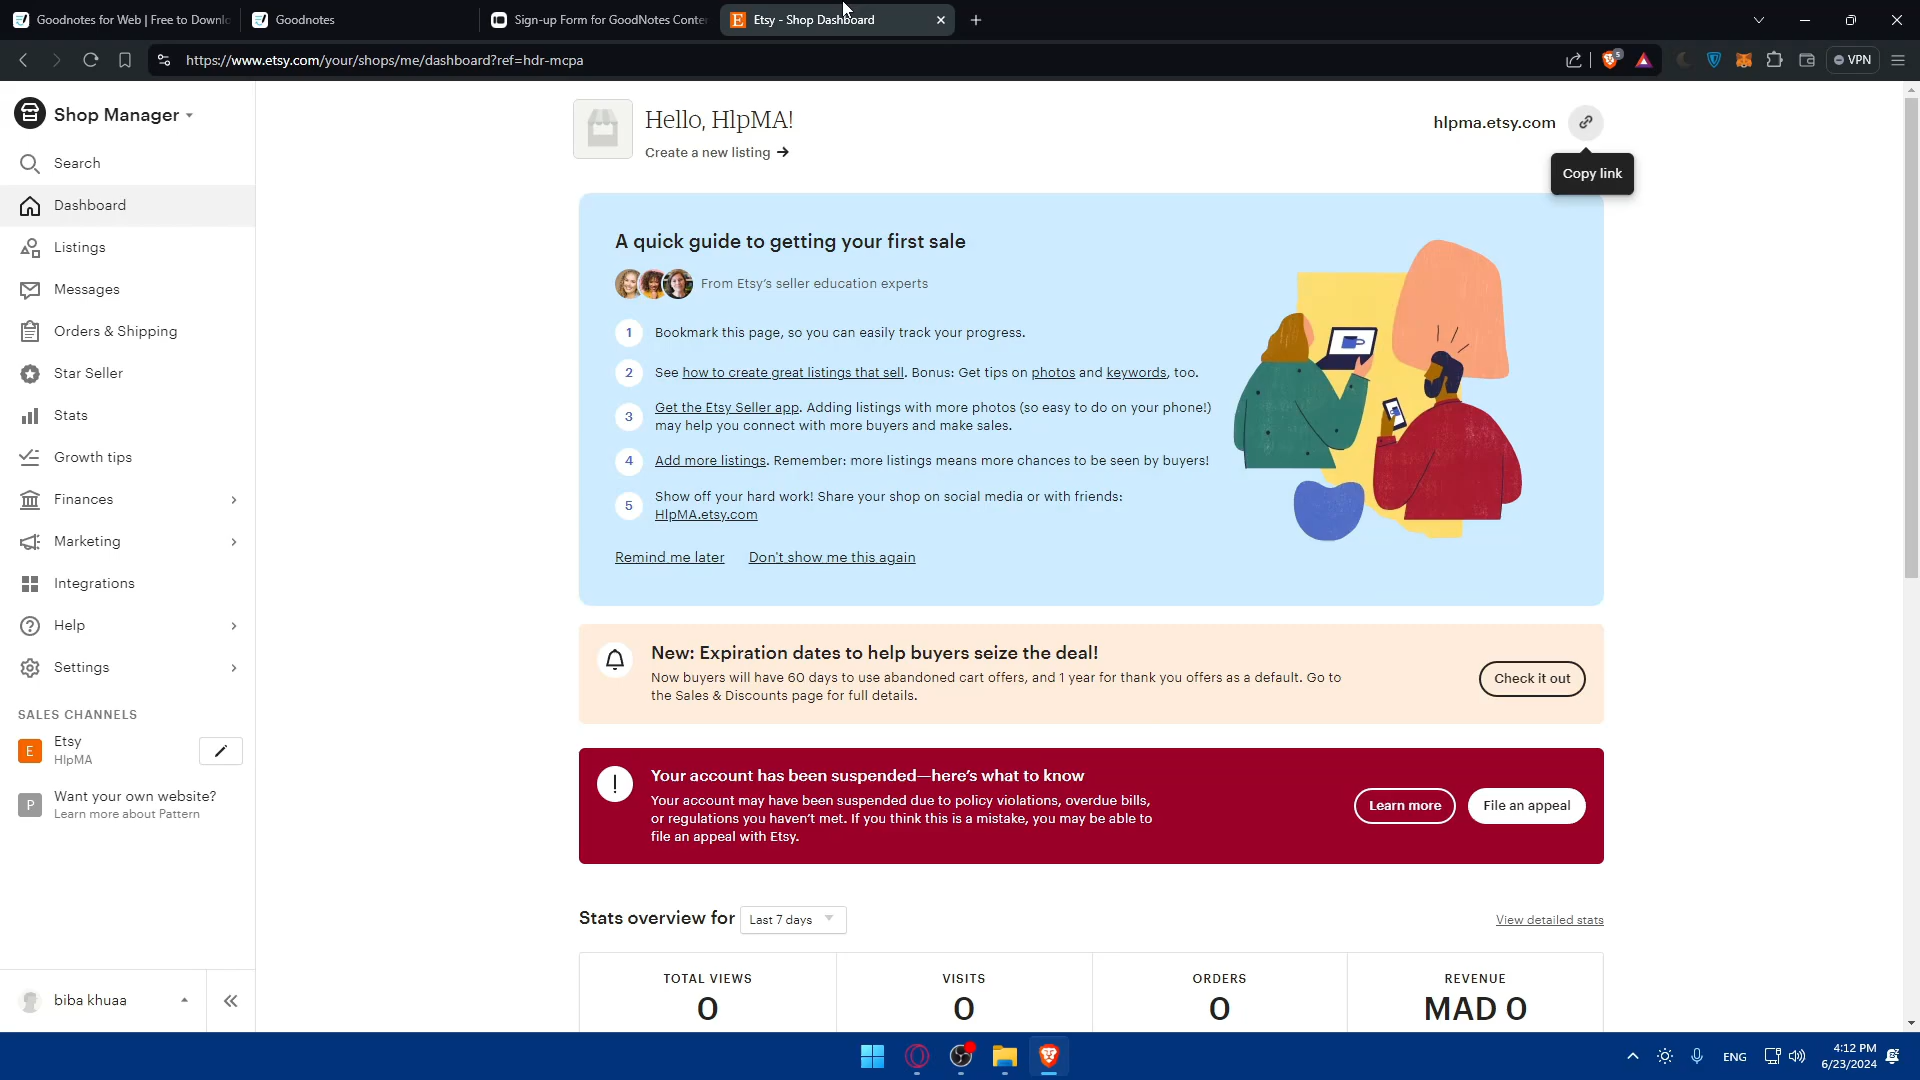 Goodnotes for Web | Free to Downlo
Goodnotes
Sign-up Form for GoodNotes Conte
Etsy - Shop Dashboard
https://www.etsy.com/your/shops/me/dashboard?ref=hdr-mcpa
5
VPN
Shop Manager
Search
Dashboard
Listings
Messages
Orders & Shipping
Star Seller
Stats
Growth tips
Finances
Marketing
Integrations
Help
Settings
SALES CHANNELS
E
Etsy
HlpMA
P
Want your own website?
Learn more about Pattern
biba khuaa
Hello, HlpMA!
Create a new listing →
hlpma.etsy.com
Copy link
A quick guide to getting your first sale
From Etsy's seller education experts
1 Bookmark this page, so you can easily track your progress.
2 See how to create great listings that sell. Bonus: Get tips on photos and keywords, too.
3 Get the Etsy Seller app. Adding listings with more photos (so easy to do on your phone!)
may help you connect with more buyers and make sales.
4 Add more listings. Remember: more listings means more chances to be seen by buyers!
5 Show off your hard work! Share your shop on social media or with friends:
HlpMA.etsy.com
Remind me later Don't show me this again
New: Expiration dates to help buyers seize the deal!
Now buyers will have 60 days to use abandoned cart offers, and 1 year for thank you offers as a default. Go to
the Sales & Discounts page for full details.
Check it out
Your account has been suspended—here's what to know
Your account may have been suspended due to policy violations, overdue bills,
or regulations you haven't met. If you think this is a mistake, you may be able to
file an appeal with Etsy.
Learn more
File an appeal
Stats overview for Last 7 days
View detailed stats
TOTAL VIEWS
0
VISITS
0
ORDERS
0
REVENUE
MAD 0
ENG
4:12 PM
6/23/2024